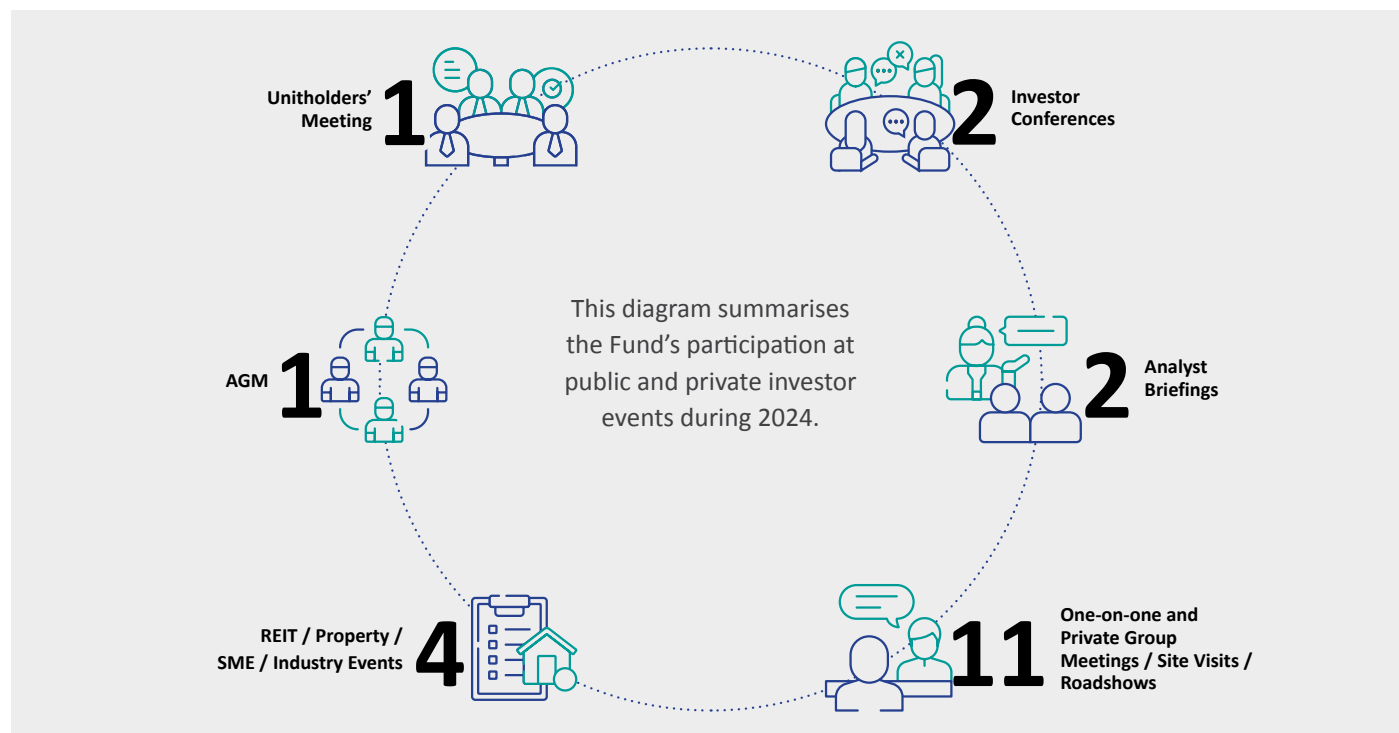 Unitholders’
Meeting
1
2
Investor
Conferences
AGM
1
This diagram summarises
the Fund’s participation at
public and private investor
events during 2024.
2
Analyst
Briefings
REIT / Property /
SME / Industry Events
4
11
One-on-one and
Private Group
Meetings / Site Visits /
Roadshows